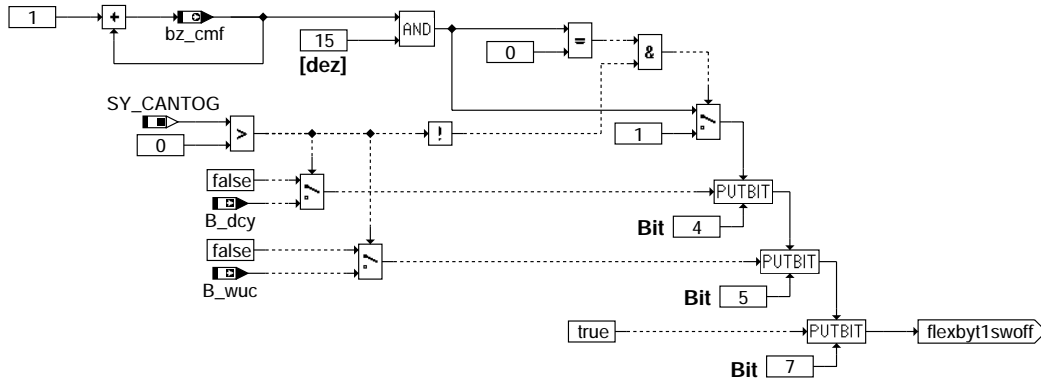 1
+
bz_cmf
15
[dez]
AND
0
=
&
SY_CANTOG
0
>
!
1
false
B_dcy
PUTBIT
Bit 4
false
B_wuc
PUTBIT
Bit 5
true
PUTBIT
flexbyt1swoff
Bit 7